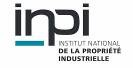 inpi
INSTITUT NATIONAL
DE LA PROPRIÉTÉ
INDUSTRIELLE